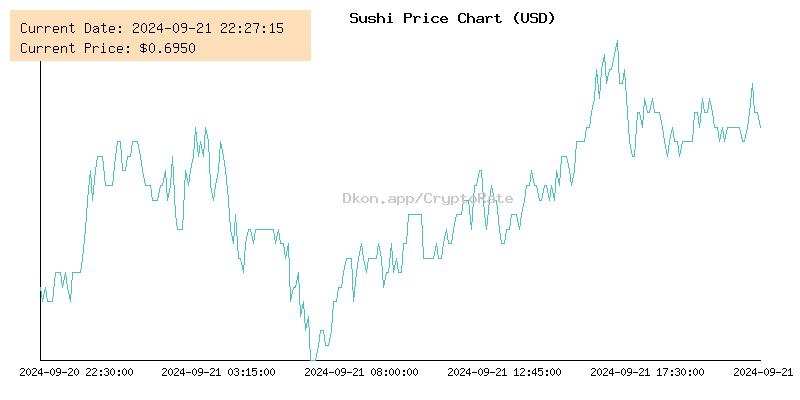 Sushi Price Chart (USD)
Current Date: 2024-09-21 22:27:15
Current Price: $0.6950
Dkon.app/CryptoRate
2024-09-20 22:30:00 2024-09-21 03:15:00 2024-09-21 08:00:00 2024-09-21 12:45:00 2024-09-21 17:30:00 2024-09-21